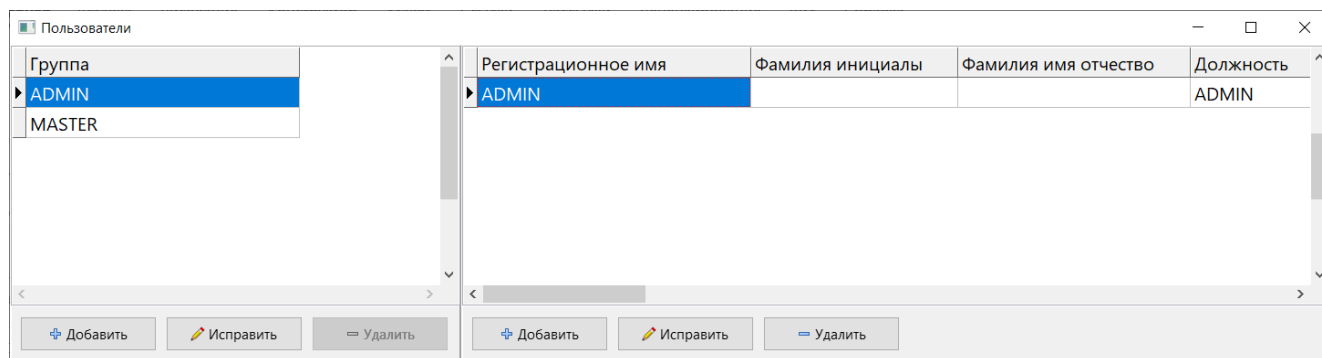 Пользователи
Группа
ADMIN
MASTER
Регистрационное имя Фамилия инициалы Фамилия имя отчество Должность
ADMIN ADMIN
Добавить Исправить Удалить
Добавить Исправить Удалить